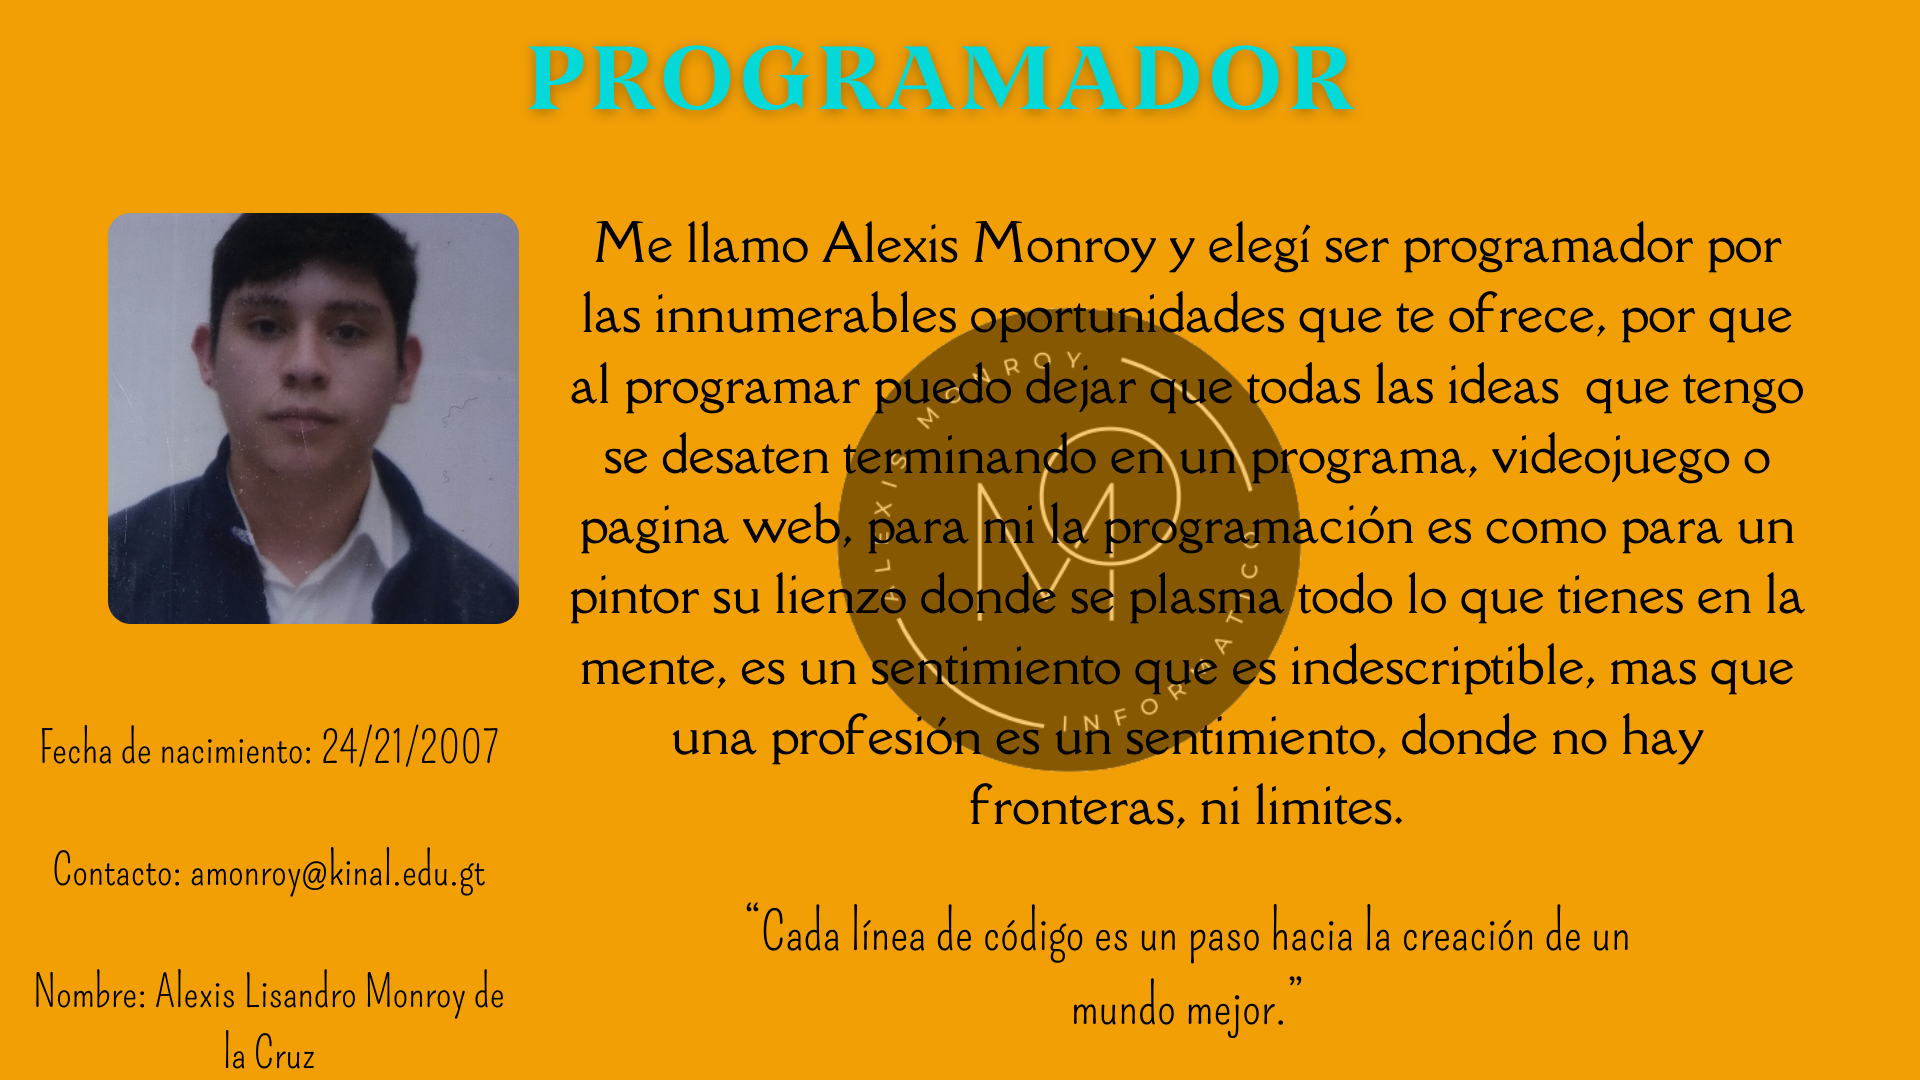 PROGRAMADOR
Me llamo Alexis Monroy y elegí ser programador por
las innumerables oportunidades que te ofrece, por que
al programar puedo dejar que todas las ideas  que tengo
se desaten terminando en un programa, videojuego o
pagina web, para mi la programación es como para un
pintor su lienzo donde se plasma todo lo que tienes en la
mente, es un sentimiento que es indescriptible, mas que
una profesión es un sentimiento, donde no hay
fronteras, ni limites.
ALEXIS MONROY
MO
INFORMATICO
“Cada línea de código es un paso hacia la creación de un
mundo mejor.”
Fecha de nacimiento: 24/21/2007
Contacto: amonroy@kinal.edu.gt
Nombre: Alexis Lisandro Monroy de
la Cruz